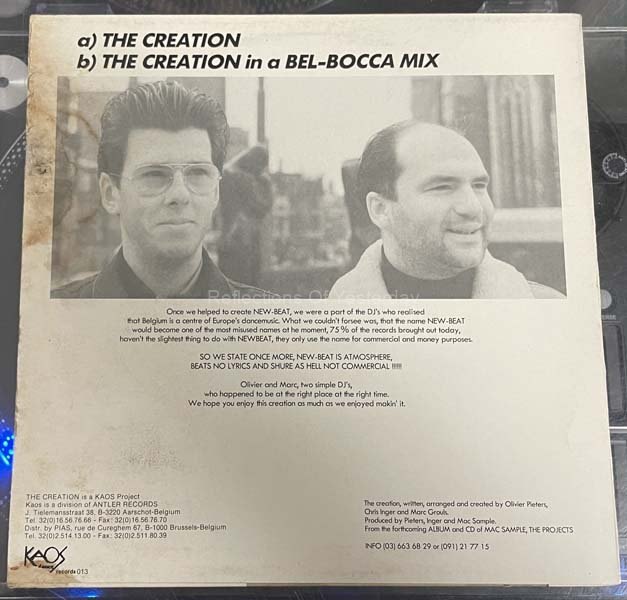 a) THE CREATION
b) THE CREATION in a BEL-BOCCA MIX
Reflections Of Yesterday
Once we helped to create NEW-BEAT, we were a part of the DJ's who realised
that Belgium is a centre of Europe's dancemusic. What we couldn't forsee was, that the name NEW-BEAT
would become one of the most misused names at the moment, 75% of the records brought out today,
haven't the slightest thing to do with NEWBEAT, they only use the name for commercial and money purposes.
SO WE STATE ONCE MORE, NEW-BEAT IS ATMOSPHERE,
BEATS NO LYRICS AND SHURE AS HELL NOT COMMERCIAL !!!!!!
Olivier and Marc, two simple DJ's,
who happened to be at the right place at the right time.
We hope you enjoy this creation as much as we enjoyed makin' it.
THE CREATION is a KAOS Project
Kaos is a division of ANTLER RECORDS
J. Tielemansstraat 38, B-3220 Aarschot-Belgium
Tel. 32(0)16.56.76.66 - Fax: 32(0)16.56.76.70
Distr. by PIAS, rue de Cureghem 67, B-1000 Brussels-Belgium
Tel. 32(0)2.514.13.00 - Fax: 32(0)2.511.80.39
KAOS
dance
records 013
The creation, written, arranged and created by Olivier Pieters,
Chris Inger and Marc Grouls.
Produced by Pieters, Inger and Mac Sample.
From the forthcoming ALBUM and CD of MAC SAMPLE, THE PROJECTS
INFO (03) 663 68 29 or (091) 21 77 15